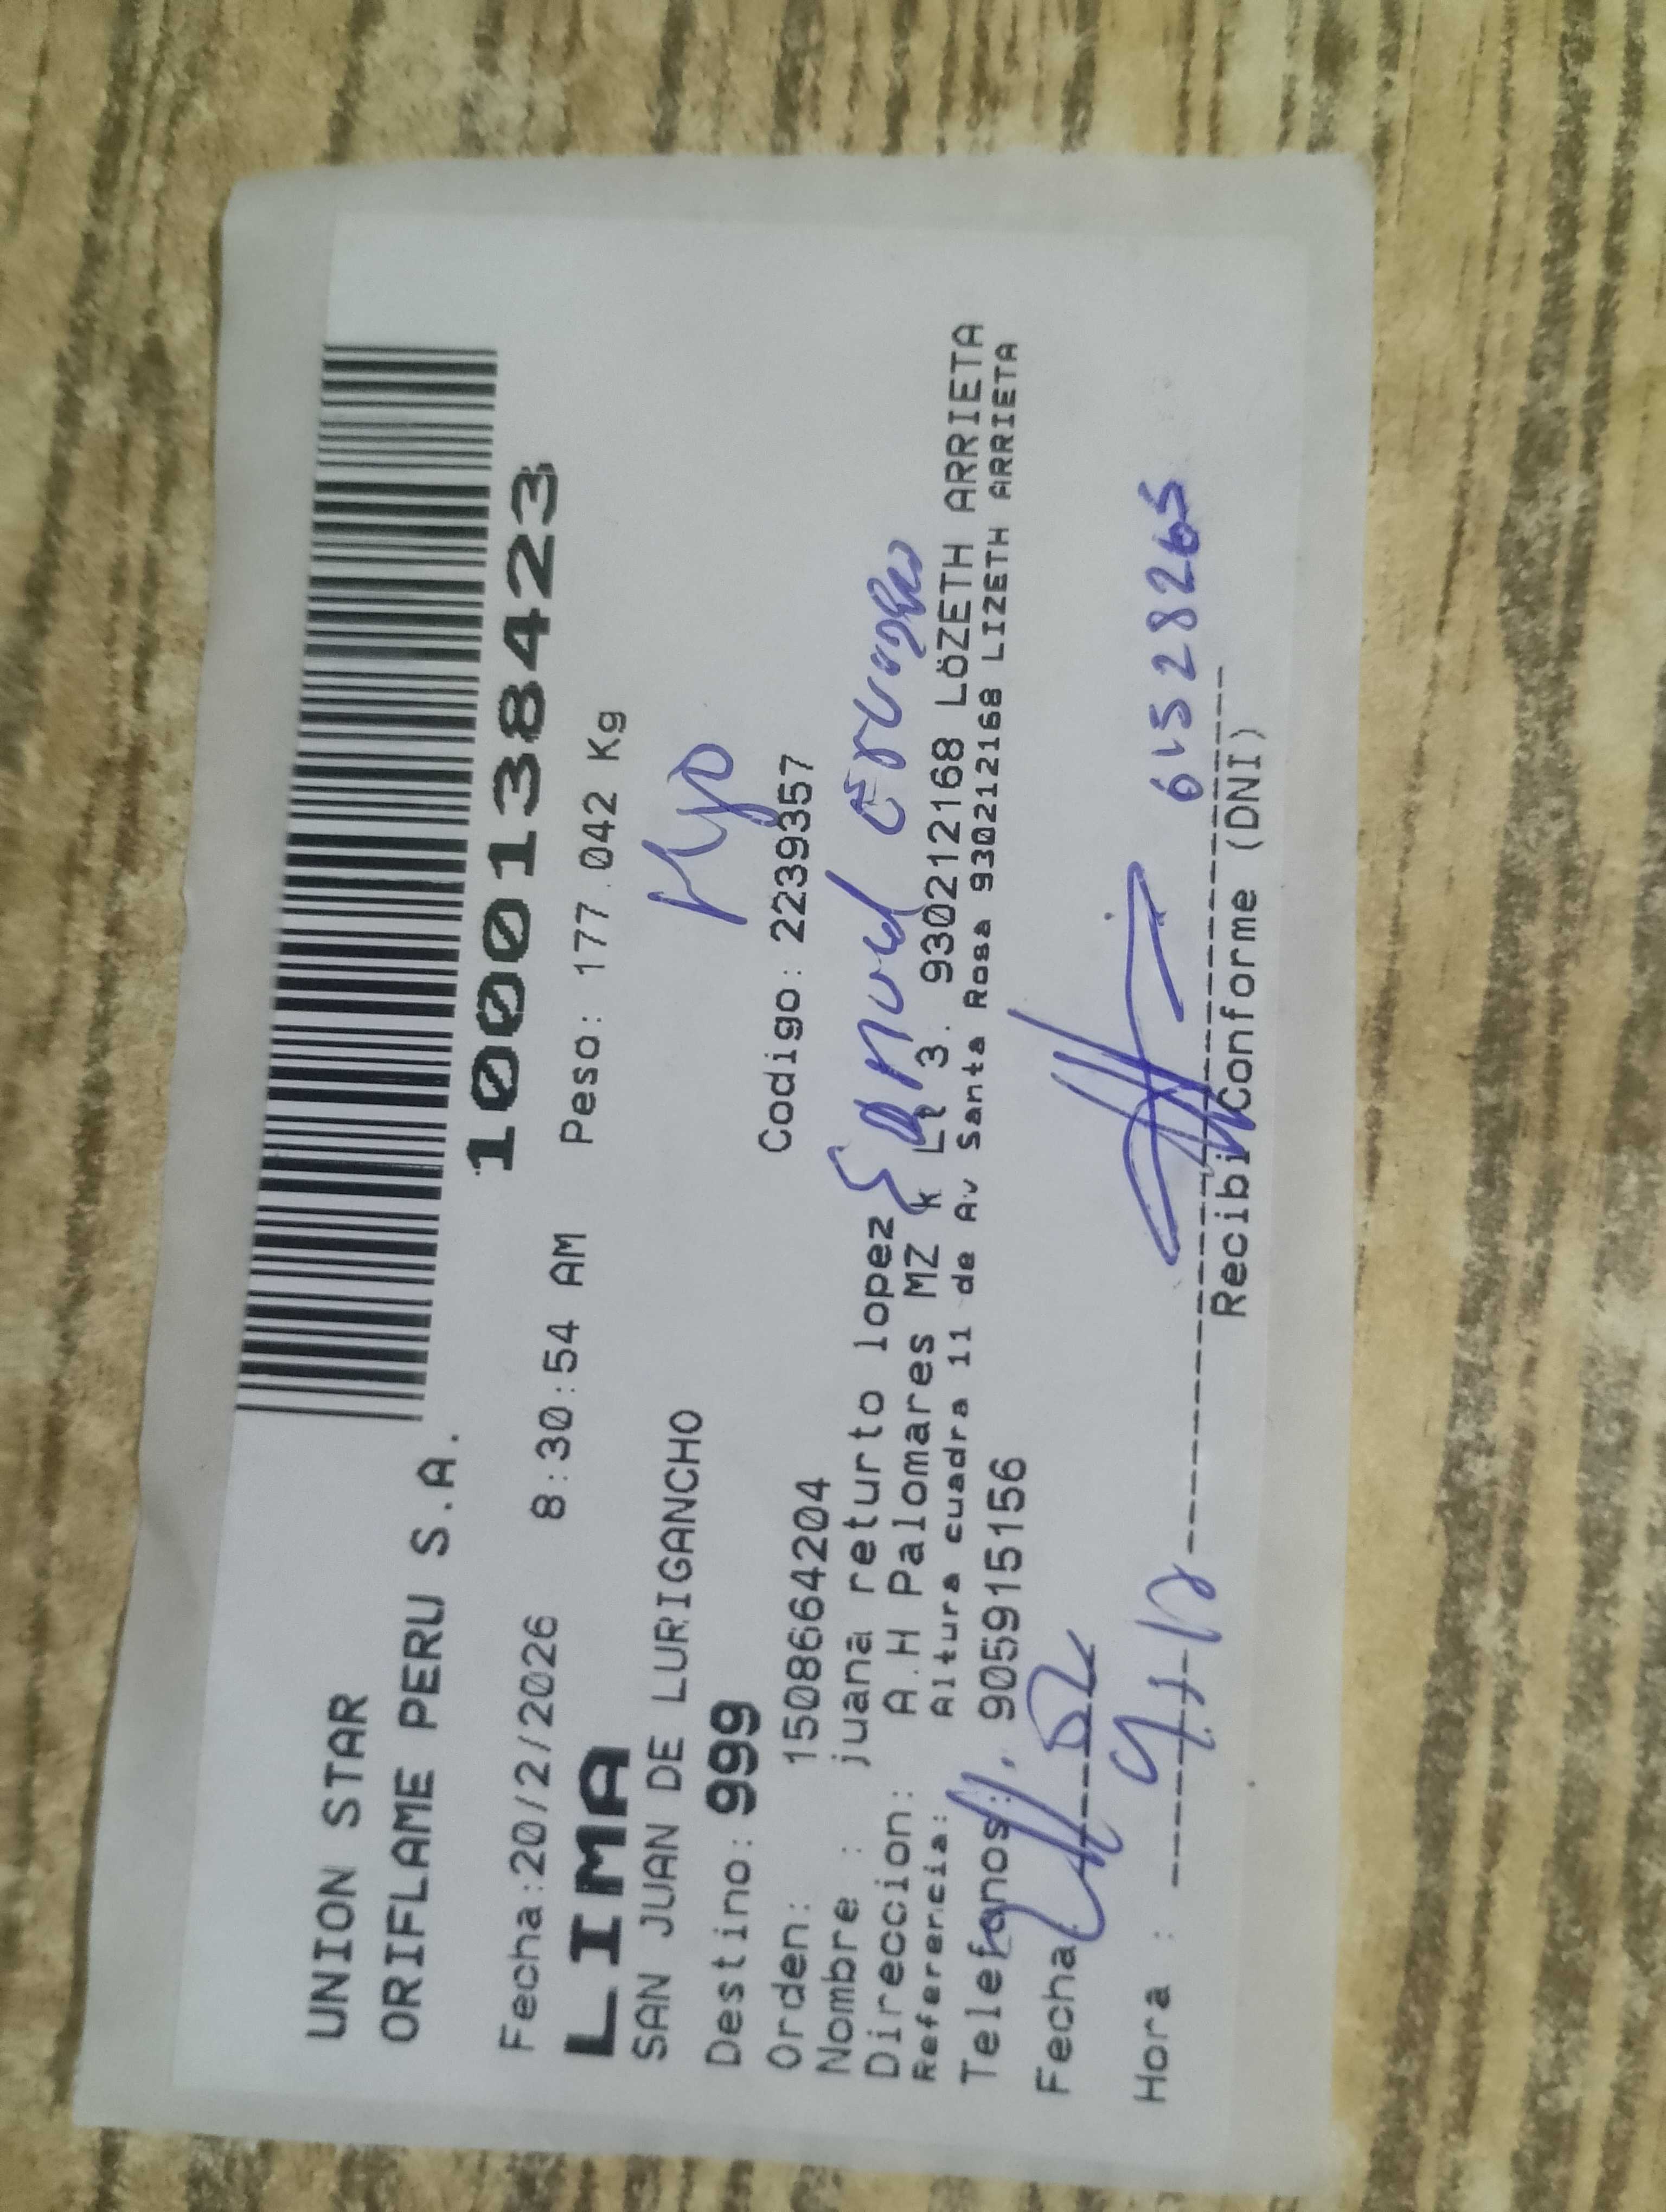 UNION STAR
ORIFLAME PERU S.A.
1000138423
Fecha:20/2/2026 8:30:54 AM Peso: 177.042 Kg
LIMA
SAN JUAN DE LURIGANCHO
Hijo
Destino: 999
Codigo: 2239357
Orden: 1508664204
Nombre : juana returto lopez
Direccion: A.H Palomares MZ k Lt 3. 930212168 LÖZETH ARRIETA
Referencia: Altura cuadra 11 de Av Santa Rosa 930212168 LIZETH ARRIETA
Telefonos: 905915156
Fecha
Hora :
61528265
Recibi Conforme (DNI)